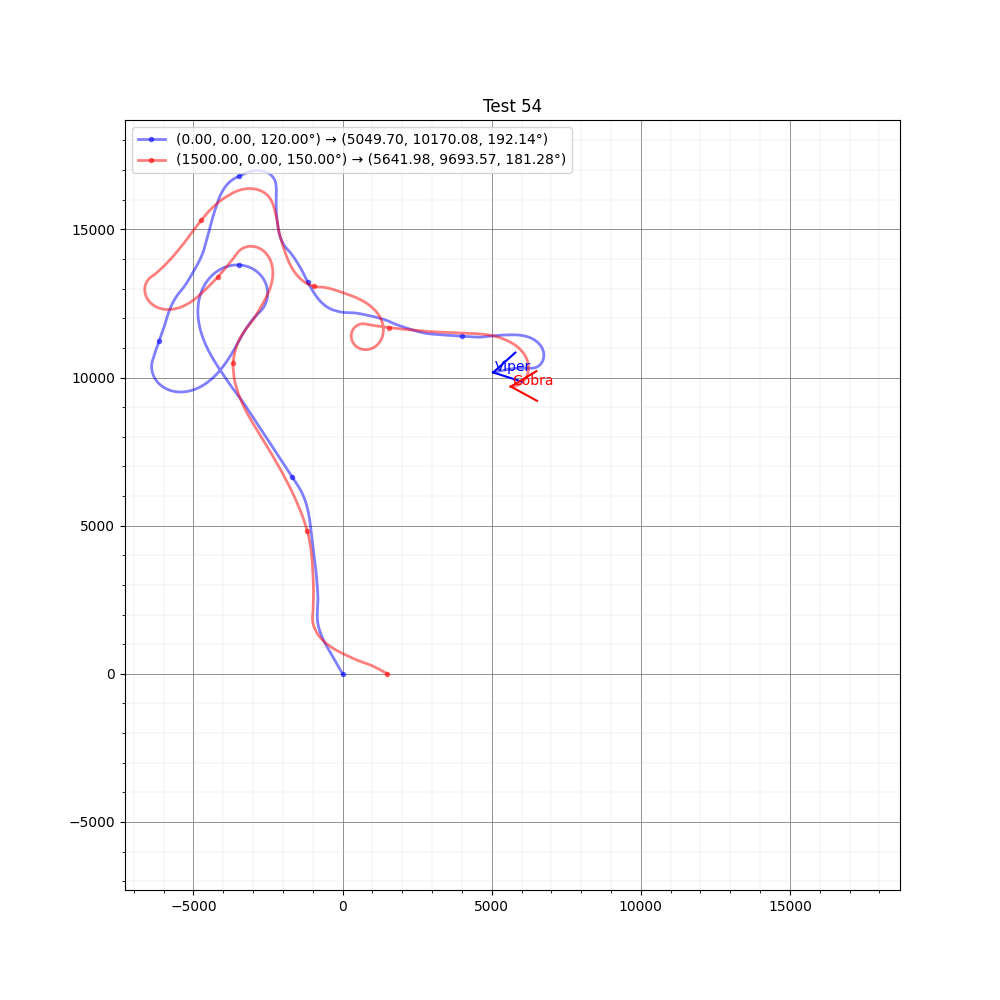 Test 54
(0.00, 0.00, 120.00°) → (5049.70, 10170.08, 192.14°)
(1500.00, 0.00, 150.00°) → (5641.98, 9693.57, 181.28°)
15000
10000
5000
0
−5000
Viper
Cobra
−5000 0 5000 10000 15000